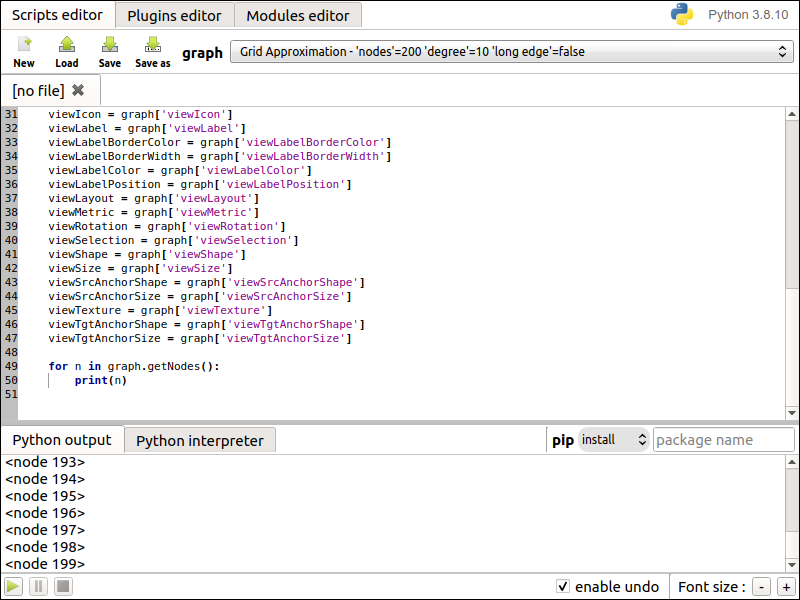 Scripts editor Plugins editor Modules editor Python 3.8.10
New Load Save Save as graph Grid Approximation - 'nodes'=200 'degree'=10 'long edge'=false
[no file]
31 viewIcon = graph['viewIcon']
32 viewLabel = graph['viewLabel']
33 viewLabelBorderColor = graph['viewLabelBorderColor']
34 viewLabelBorderWidth = graph['viewLabelBorderWidth']
35 viewLabelColor = graph['viewLabelColor']
36 viewLabelPosition = graph['viewLabelPosition']
37 viewLayout = graph['viewLayout']
38 viewMetric = graph['viewMetric']
39 viewRotation = graph['viewRotation']
40 viewSelection = graph['viewSelection']
41 viewShape = graph['viewShape']
42 viewSize = graph['viewSize']
43 viewSrcAnchorShape = graph['viewSrcAnchorShape']
44 viewSrcAnchorSize = graph['viewSrcAnchorSize']
45 viewTexture = graph['viewTexture']
46 viewTgtAnchorShape = graph['viewTgtAnchorShape']
47 viewTgtAnchorSize = graph['viewTgtAnchorSize']
48
49 for n in graph.getNodes():
50 print(n)
51
Python output Python interpreter pip install package name
<node 193>
<node 194>
<node 195>
<node 196>
<node 197>
<node 198>
<node 199>
enable undo Font size : - +